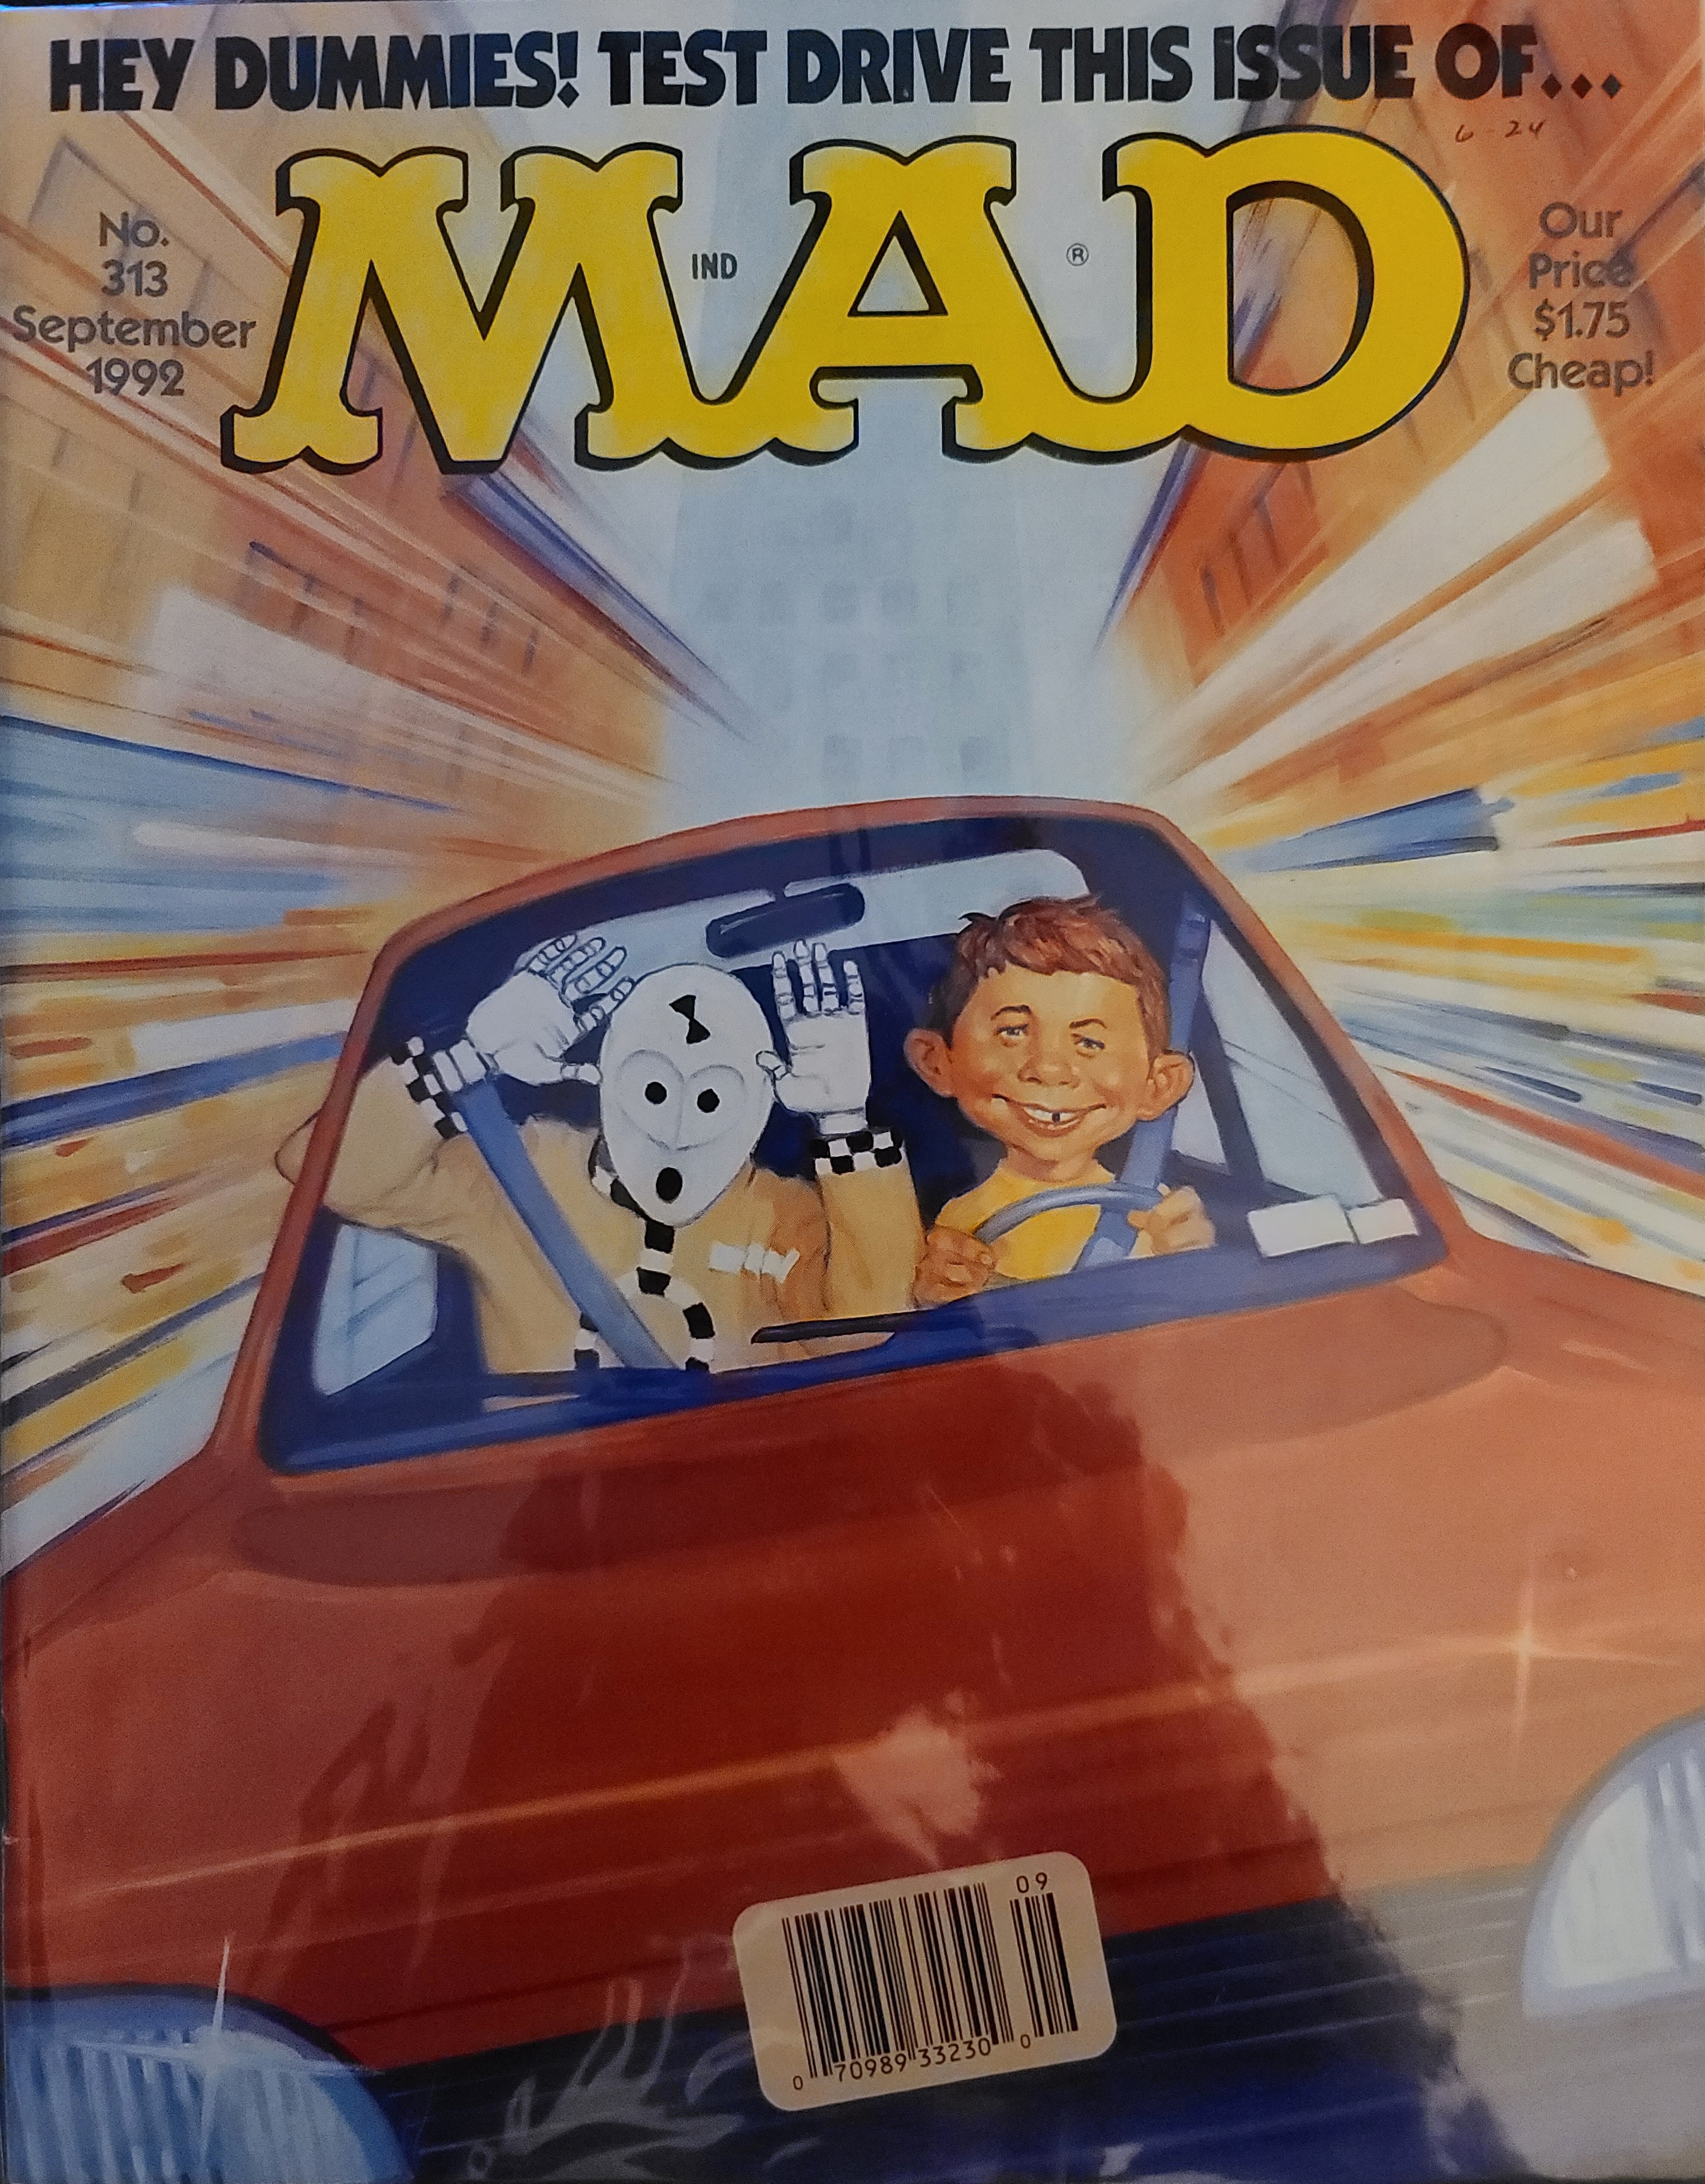 HEY DUMMIES! TEST DRIVE THIS ISSUE OF...
6-24
MAD
IND
®
No.
313
September
1992
Our
Price
$1.75
Cheap!
09
0 70989 33230 0